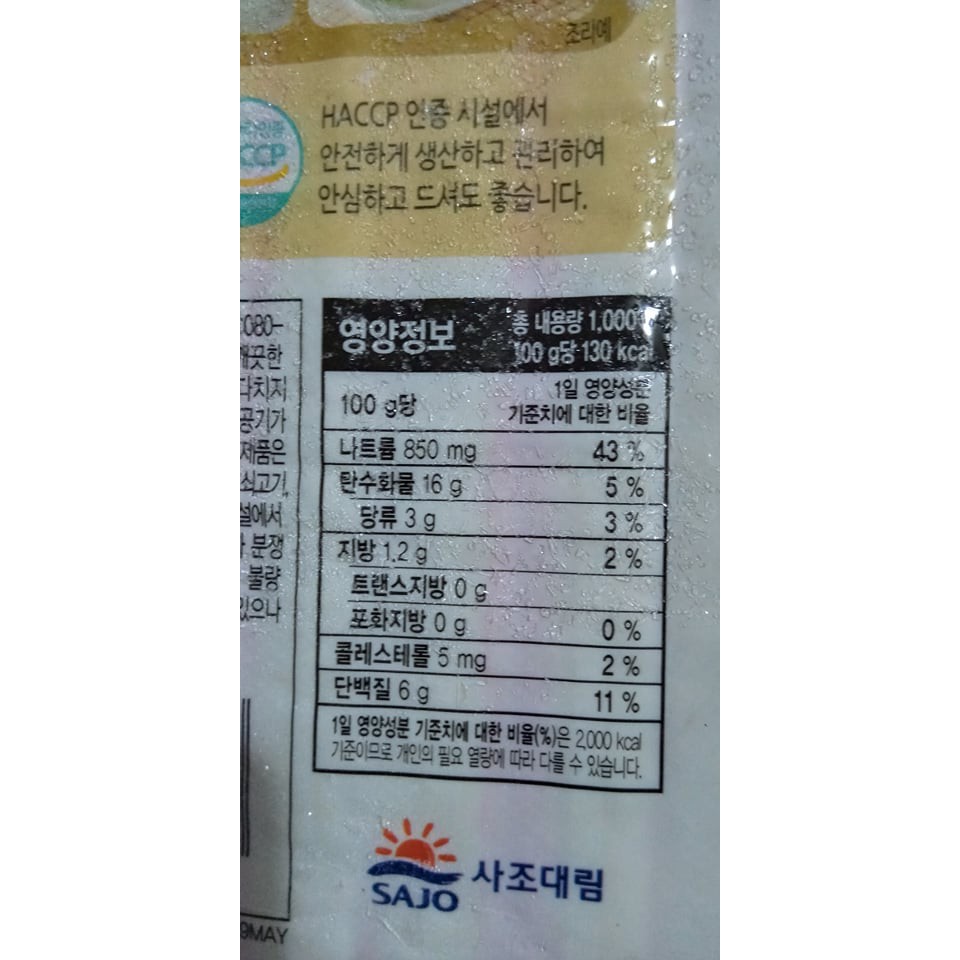 조리예
HACCP 인증 시설에서
안전하게 생산하고 관리하여
안심하고 드셔도 좋습니다.
CCP
080-
깨끗한
다치지
공기가
제품은
쇠고기,
설에서
분쟁
불량
있으나
영양정보
총 내용량 1,000
100 g당 130 kcal
100 g당
1일 영양성분
기준치에 대한 비율
나트륨 850 mg 43 %
탄수화물 16 g 5 %
당류 3 g 3 %
지방 1.2 g 2 %
트랜스지방 0 g
포화지방 0 g 0 %
콜레스테롤 5 mg 2 %
단백질 6 g 11 %
1일 영양성분 기준치에 대한 비율(%)은 2,000 kcal
기준이므로 개인의 필요 열량에 따라 다를 수 있습니다.
SAJO 사조대림
9MAY